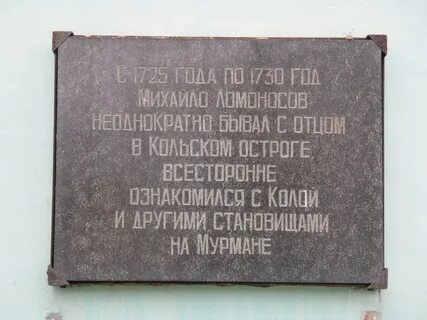 С 1725 ГОДА ПО 1730 ГОД
МИХАЙЛО ЛОМОНОСОВ
НЕОДНОКРАТНО БЫВАЛ С ОТЦОМ
В КОЛЬСКОМ ОСТРОГЕ,
ВСЕСТОРОННЕ
ОЗНАКОМИЛСЯ С КОЛОЙ
И ДРУГИМИ СТАНОВИЩАМИ
НА МУРМАНЕ